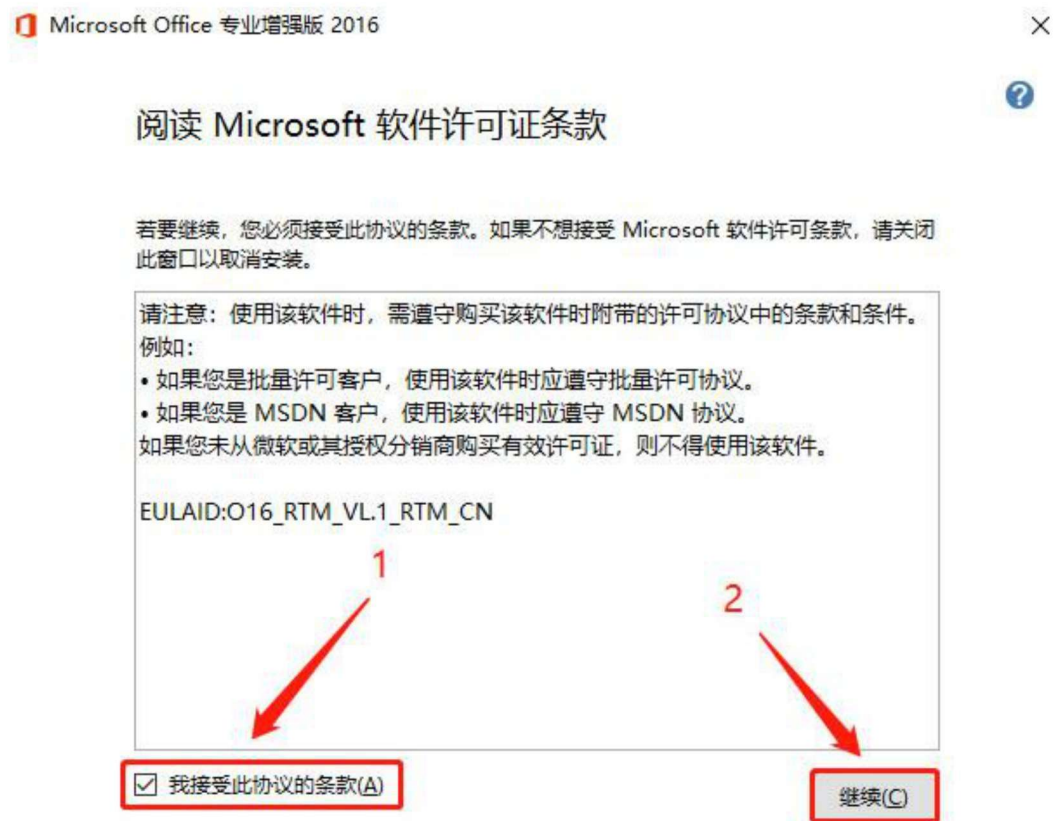 Microsoft Office 专业增强版 2016
阅读 Microsoft 软件许可证条款
若要继续，您必须接受此协议的条款。如果不想接受 Microsoft 软件许可条款，请关闭
此窗口以取消安装。
请注意：使用该软件时，需遵守购买该软件时附带的许可协议中的条款和条件。
例如：
• 如果您是批量许可客户，使用该软件时应遵守批量许可协议。
• 如果您是 MSDN 客户，使用该软件时应遵守 MSDN 协议。
如果您未从微软或其授权分销商购买有效许可证，则不得使用该软件。
EULAID:O16_RTM_VL.1_RTM_CN
1
2
我接受此协议的条款(A)
继续(C)